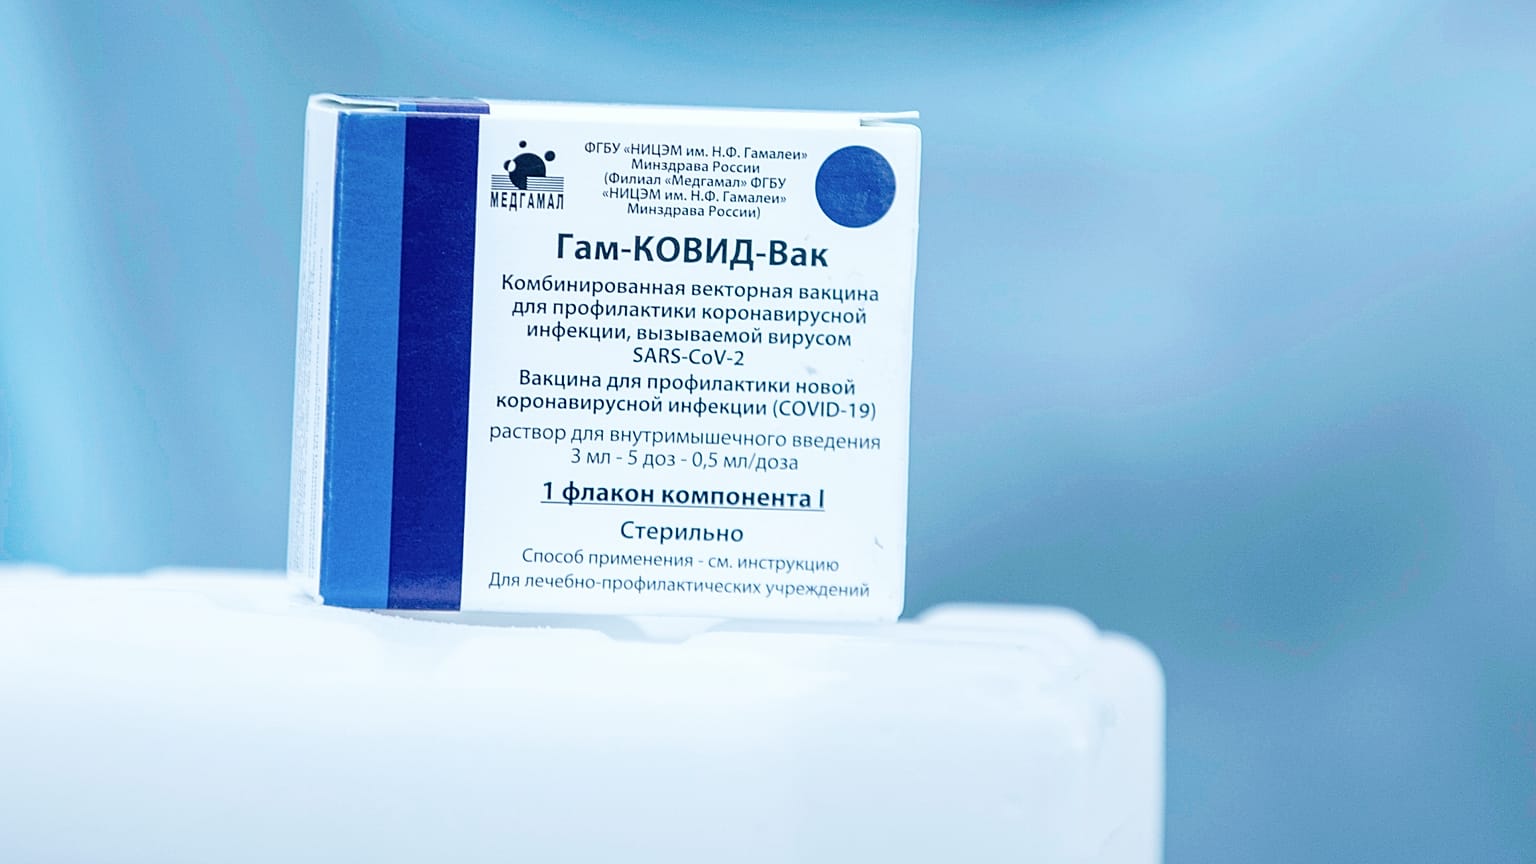 МЕДГАМАЛ
ФГБУ «НИЦЭМ им. Н.Ф. Гамалеи»
Минздрава России
(Филиал «Медгамал» ФГБУ
«НИЦЭМ им. Н.Ф. Гамалеи»
Минздрава России)
Гам-КОВИД-Вак
Комбинированная векторная вакцина
для профилактики коронавирусной
инфекции, вызываемой вирусом
SARS-CoV-2
Вакцина для профилактики новой
коронавирусной инфекции (COVID-19)
раствор для внутримышечного введения
3 мл - 5 доз - 0,5 мл/доза
1 флакон компонента I
Стерильно
Способ применения - см. инструкцию
Для лечебно-профилактических учреждений